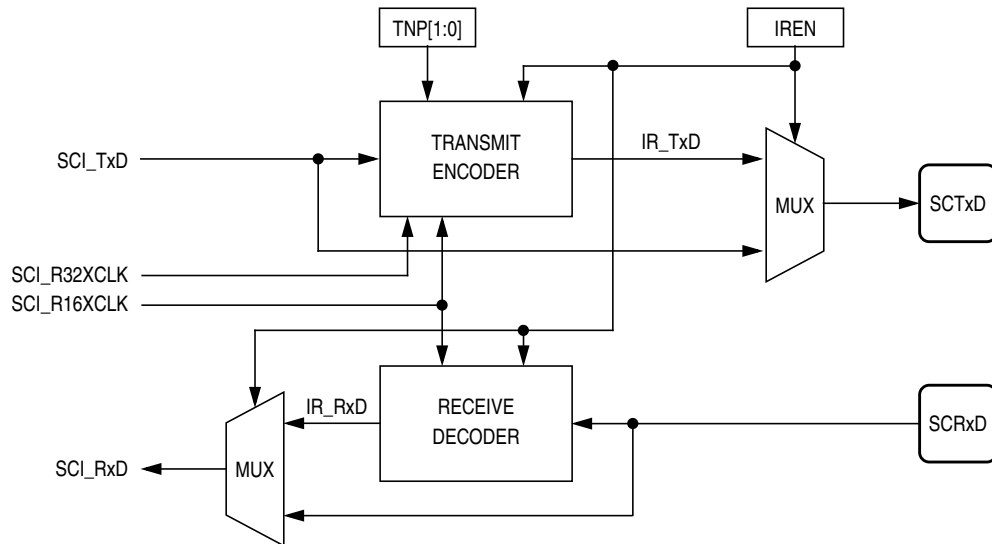 TNP[1:0]
IREN
SCI_TxD
TRANSMIT
ENCODER
IR_TxD
MUX
SCTxD
SCI_R32XCLK
SCI_R16XCLK
IR_RxD
RECEIVE
DECODER
SCRxD
SCI_RxD
MUX